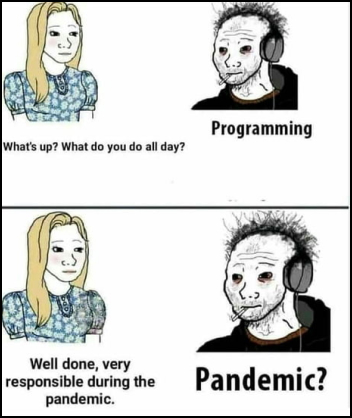 Programming
What's up? What do you do all day?
Well done, very
responsible during the
pandemic.
Pandemic?